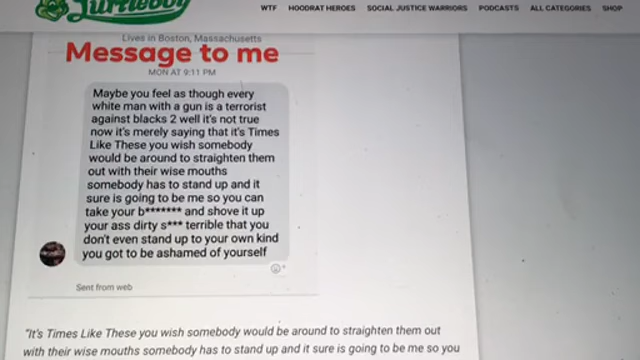 Turtleboy
WTF HOODRAT HEROES SOCIAL JUSTICE WARRIORS PODCASTS ALL CATEGORIES SHOP
Lives in Boston, Massachusetts
Message to me
MON AT 9:11 PM
Maybe you feel as though every
white man with a gun is a terrorist
against blacks 2 well it's not true
now it's merely saying that it's Times
Like These you wish somebody
would be around to straighten them
out with their wise mouths
somebody has to stand up and it
sure is going to be me so you can
take your b******* and shove it up
your ass dirty s*** terrible that you
don't even stand up to your own kind
you got to be ashamed of yourself
Sent from web
"It's Times Like These you wish somebody would be around to straighten them out
with their wise mouths somebody has to stand up and it sure is going to be me so you